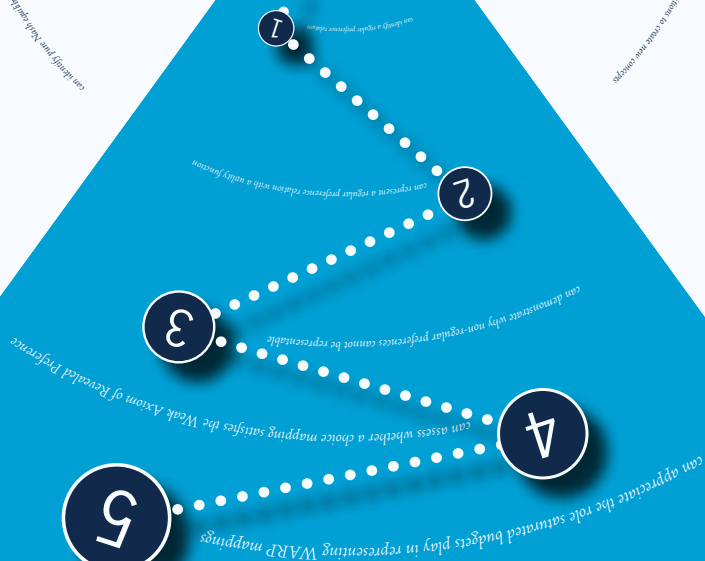 1
can identify a regular preference relation
2
can represent a regular preference relation with a utility function
3
can demonstrate why non-regular preferences cannot be representable
4
can assess whether a choice mapping satisfies the Weak Axiom of Revealed Preference
5
can appreciate the role saturated budgets play in representing WARP mappings
can identify pure Nash equilib
ions to create new concepts